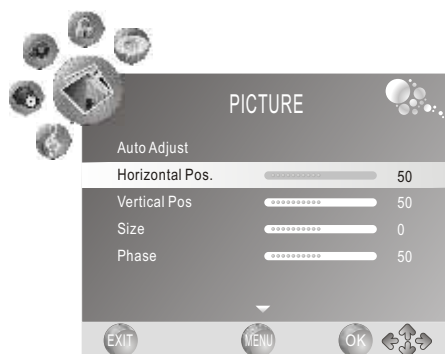 PICTURE
Auto Adjust
Horizontal Pos. 50
Vertical Pos 50
Size 0
Phase 50
EXIT MENU OK